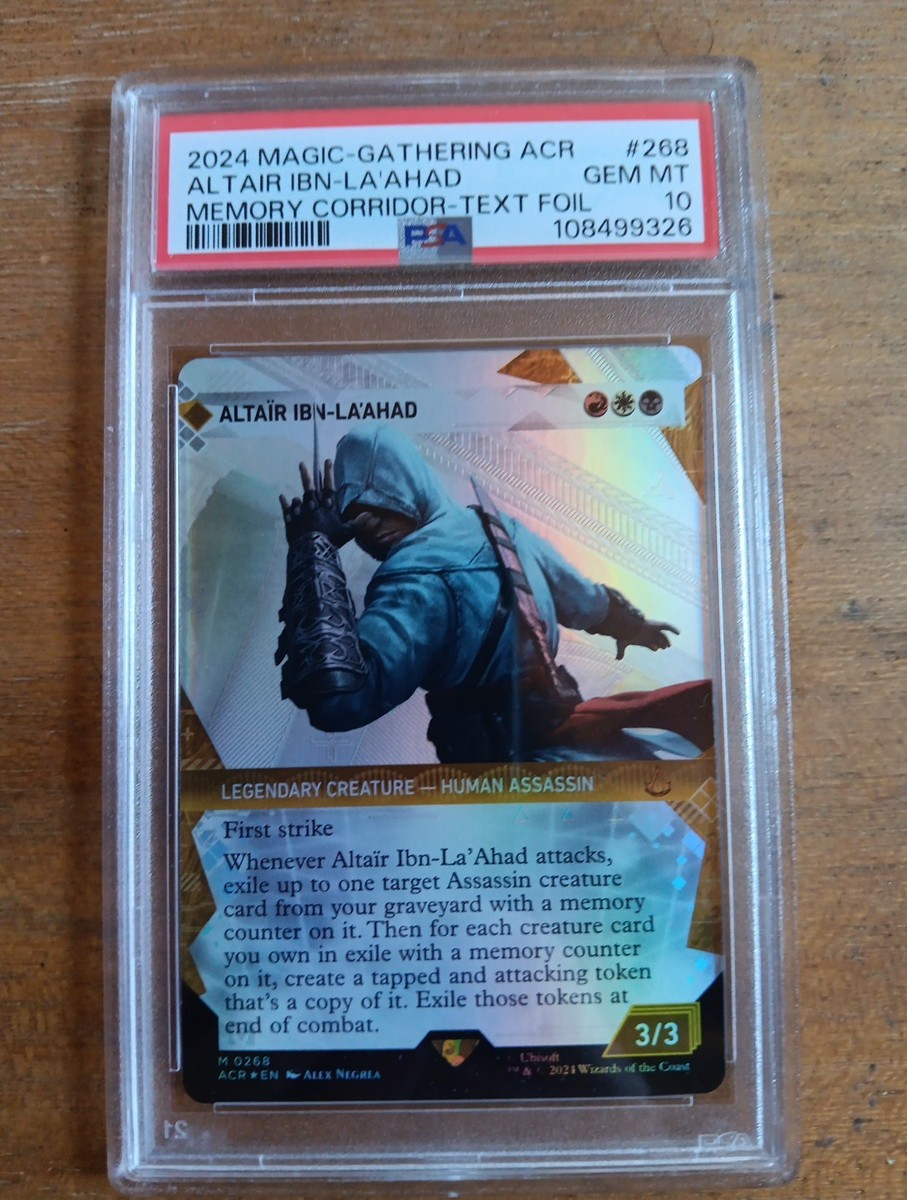 2024 MAGIC-GATHERING ACR #268
ALTAIR IBN-LA'AHAD GEM MT
MEMORY CORRIDOR-TEXT FOIL 10
PSA 108499326
ALTAÏR IBN-LA'AHAD
LEGENDARY CREATURE — HUMAN ASSASSIN
First strike
Whenever Altaïr Ibn-La'Ahad attacks,
exile up to one target Assassin creature
card from your graveyard with a memory
counter on it. Then for each creature card
you own in exile with a memory counter
on it, create a tapped and attacking token
that's a copy of it. Exile those tokens at
end of combat.
3/3
M 0268
ACR★EN ALEX NEGREA
Ubisoft
™ & 2024 Wizards of the Coast